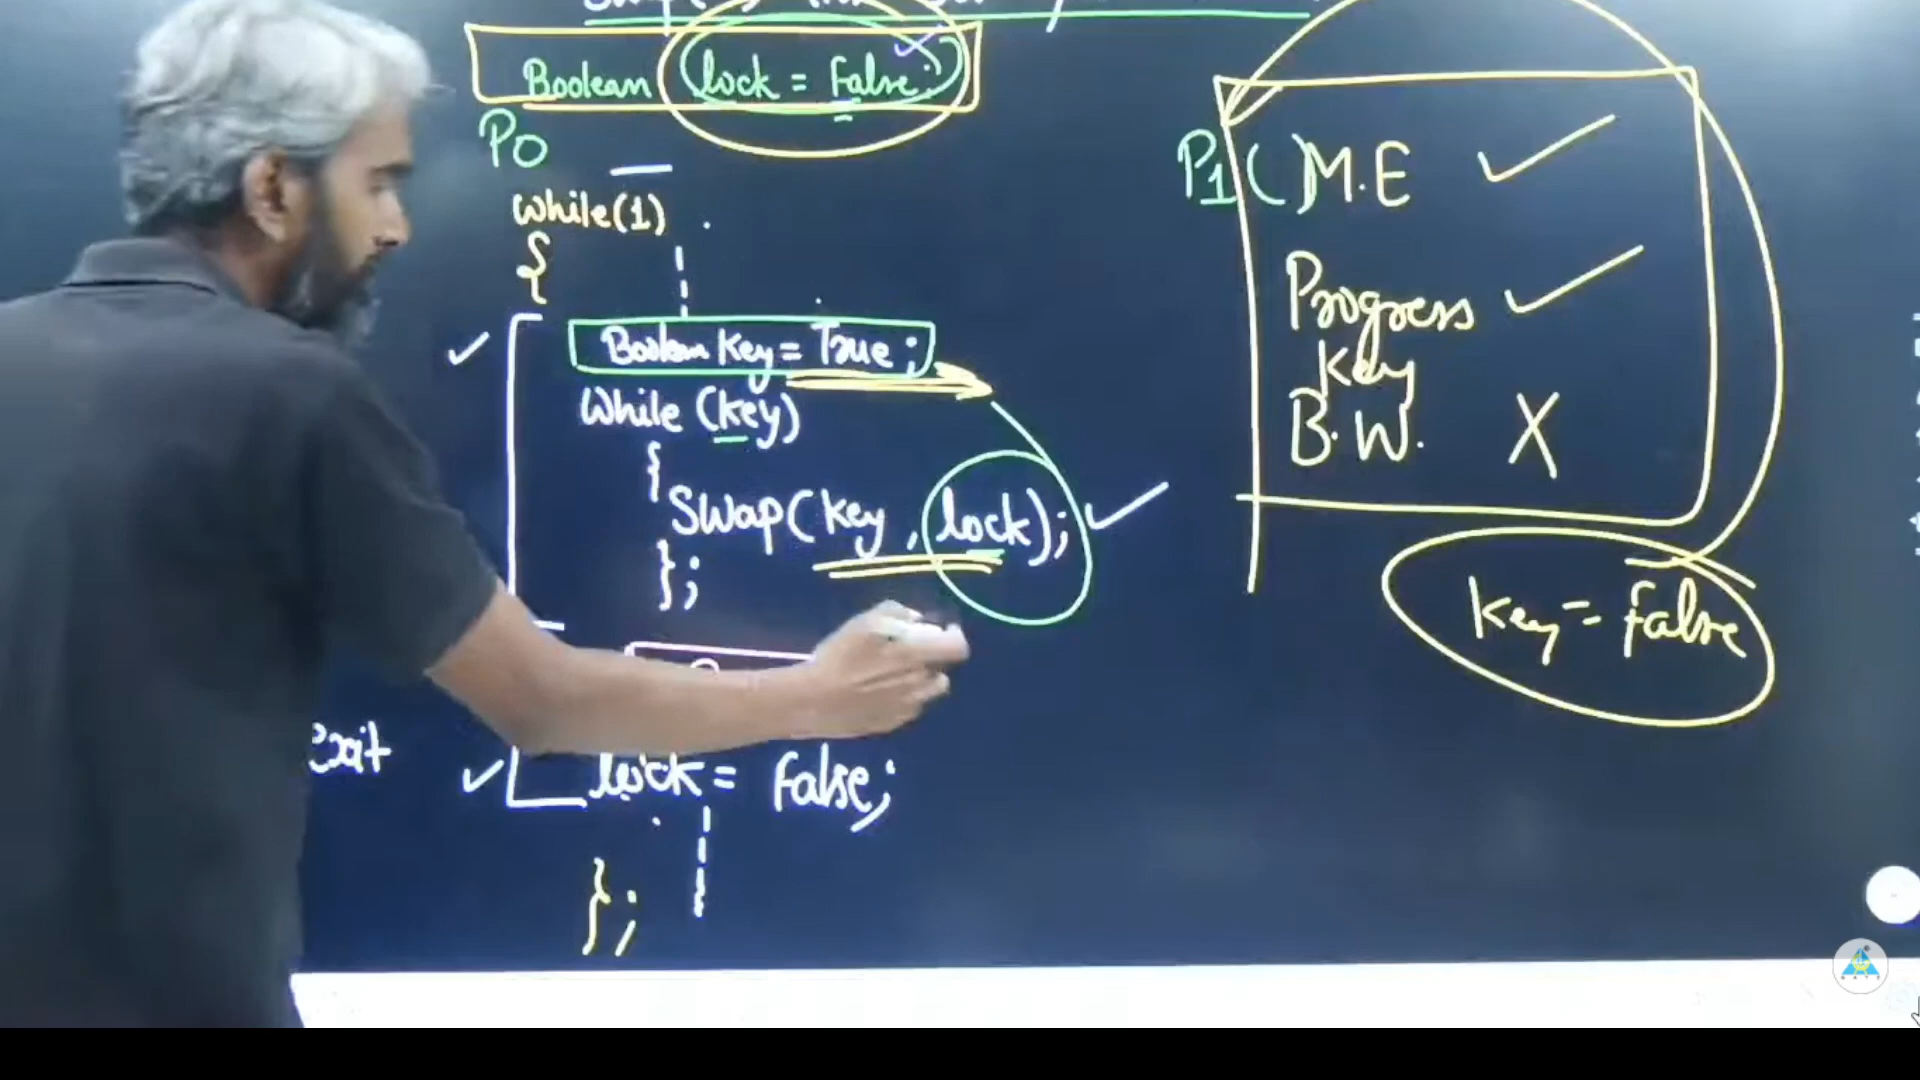 Boolean lock = False;
P0
while(1)
{
Boolean Key = True;
While (key)
{
Swap(key, lock);
};
exit
lock = False;
};
P1()
M.E
Progress
Key
B.W. X
Key = False